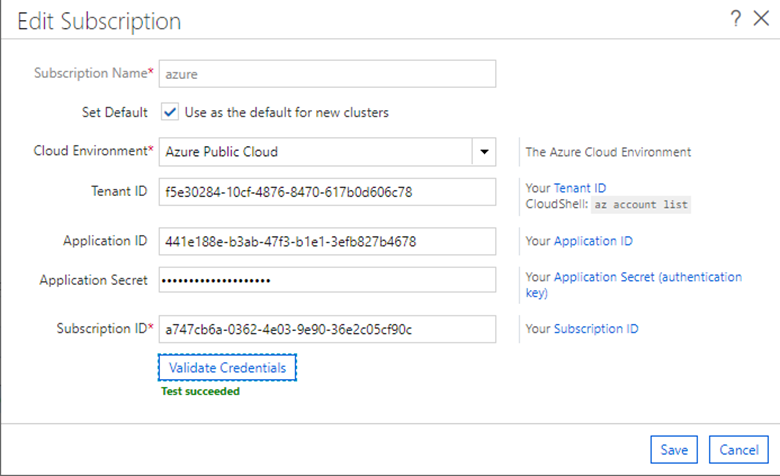 Edit Subscription
?
Subscription Name* azure
Set Default Use as the default for new clusters
Cloud Environment* Azure Public Cloud The Azure Cloud Environment
Tenant ID f5e30284-10cf-4876-8470-617b0d606c78 Your Tenant ID
CloudShell: az account list
Application ID 441e188e-b3ab-47f3-b1e1-3efb827b4678 Your Application ID
Application Secret •••••••••••••••••••• Your Application Secret (authentication
key)
Subscription ID* a747cb6a-0362-4e03-9e90-36e2c05cf90c Your Subscription ID
Validate Credentials
Test succeeded
Save Cancel